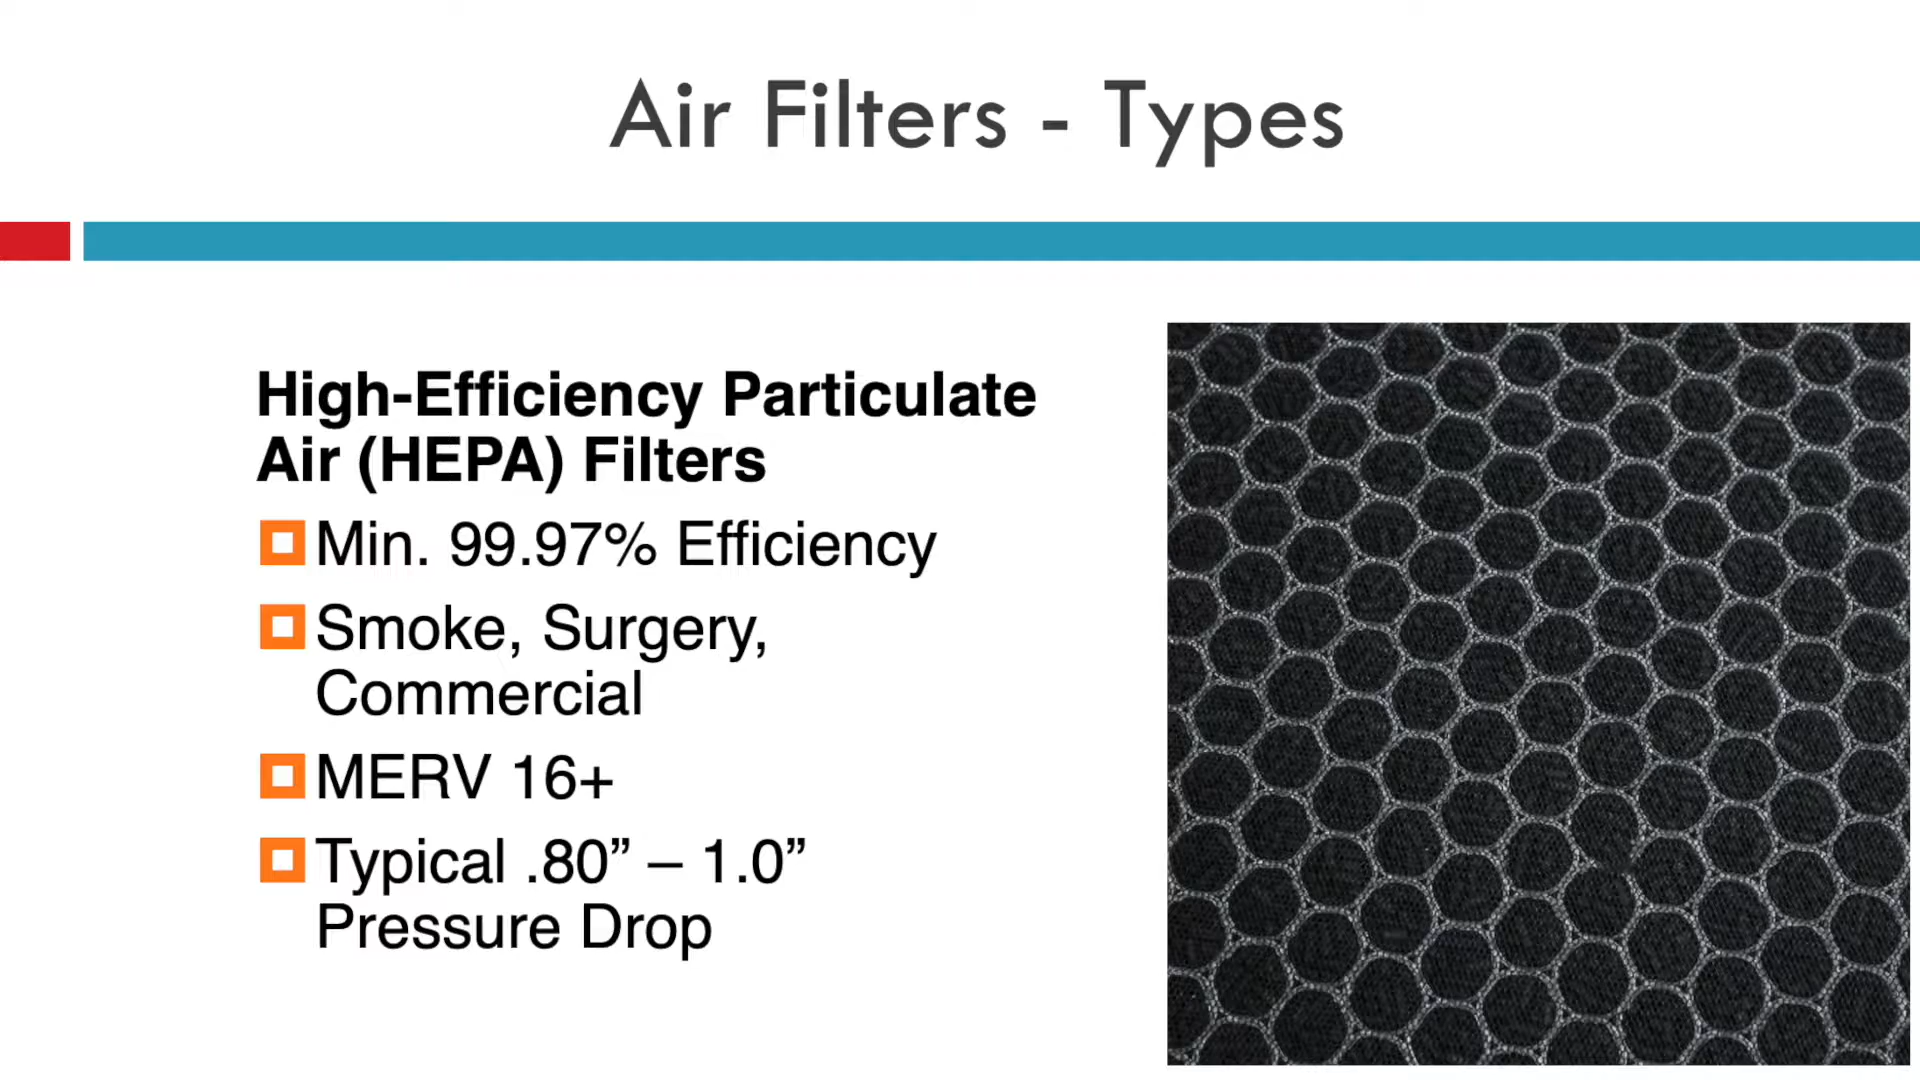 Air Filters - Types
High-Efficiency Particulate
Air (HEPA) Filters
Min. 99.97% Efficiency
Smoke, Surgery,
Commercial
MERV 16+
Typical .80” – 1.0”
Pressure Drop